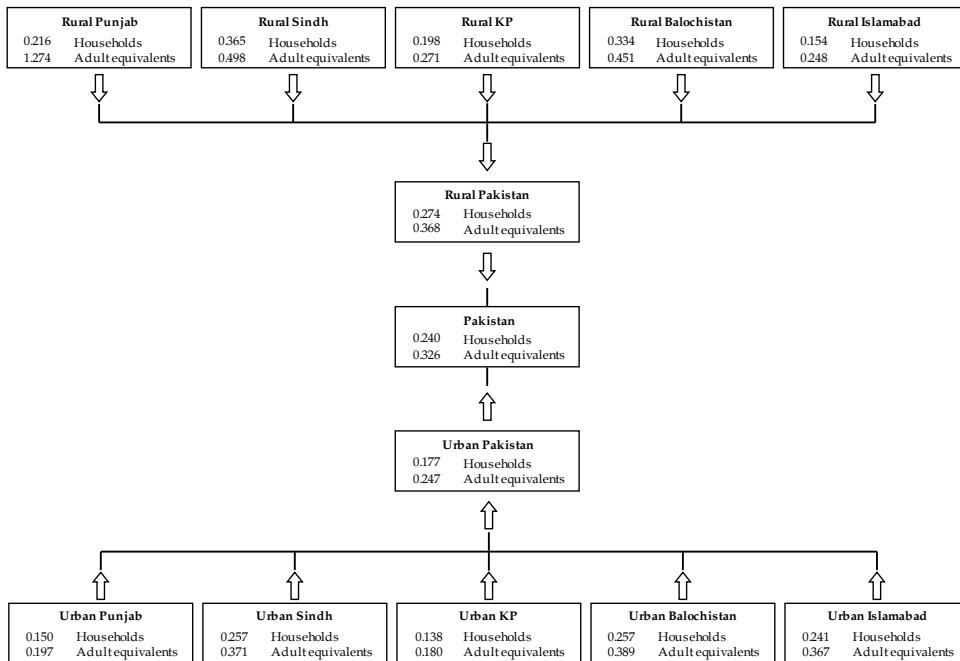 Rural Punjab
0.216 Households
1.274 Adult equivalents
Rural Sindh
0.365 Households
0.498 Adult equivalents
Rural KP
0.198 Households
0.271 Adult equivalents
Rural Balochistan
0.334 Households
0.451 Adult equivalents
Rural Islamabad
0.154 Households
0.248 Adult equivalents
Rural Pakistan
0.274 Households
0.368 Adult equivalents
Pakistan
0.240 Households
0.326 Adult equivalents
Urban Pakistan
0.177 Households
0.247 Adult equivalents
Urban Punjab
0.150 Households
0.197 Adult equivalents
Urban Sindh
0.257 Households
0.371 Adult equivalents
Urban KP
0.138 Households
0.180 Adult equivalents
Urban Balochistan
0.257 Households
0.389 Adult equivalents
Urban Islamabad
0.241 Households
0.367 Adult equivalents